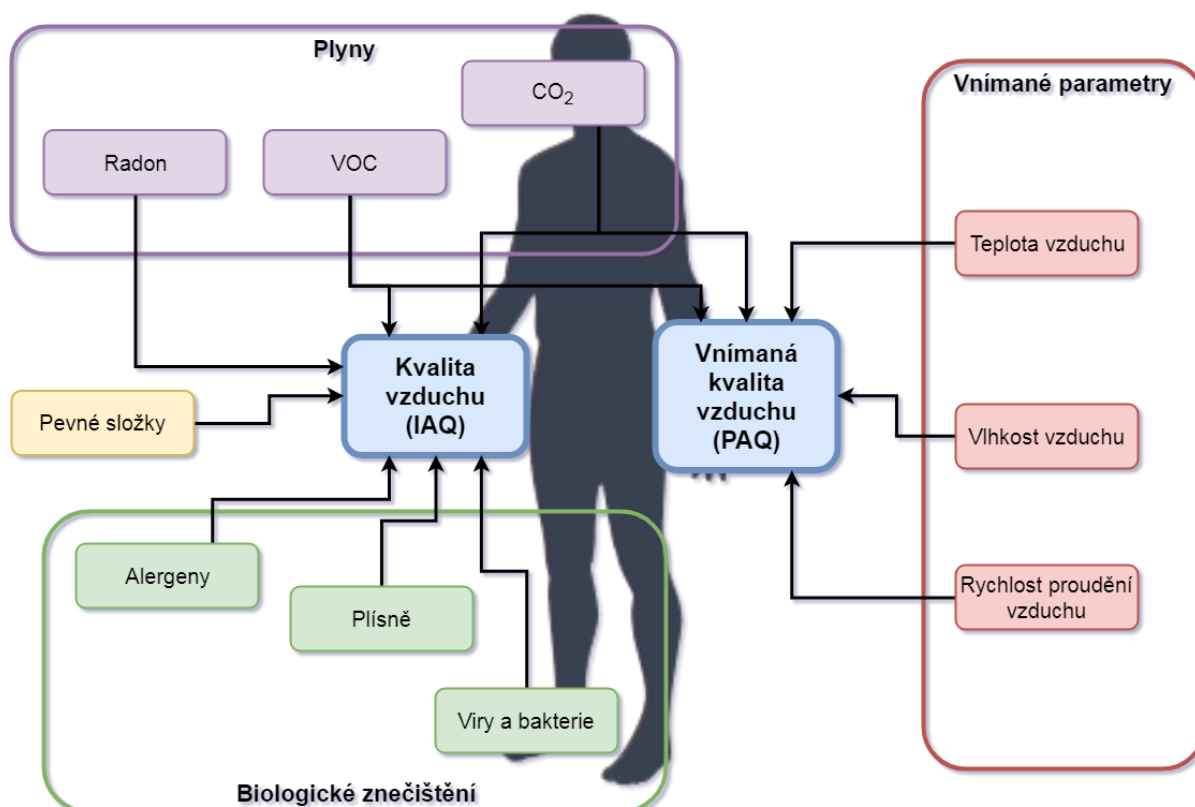 Plyny
CO₂
Radon
VOC
Vnímané parametry
Teplota vzduchu
Vlhkost vzduchu
Rychlost proudění
vzduchu
Kvalita
vzduchu
(IAQ)
Vnímaná
kvalita
vzduchu
(PAQ)
Pevné složky
Alergeny
Plísně
Viry a bakterie
Biologické znečištění